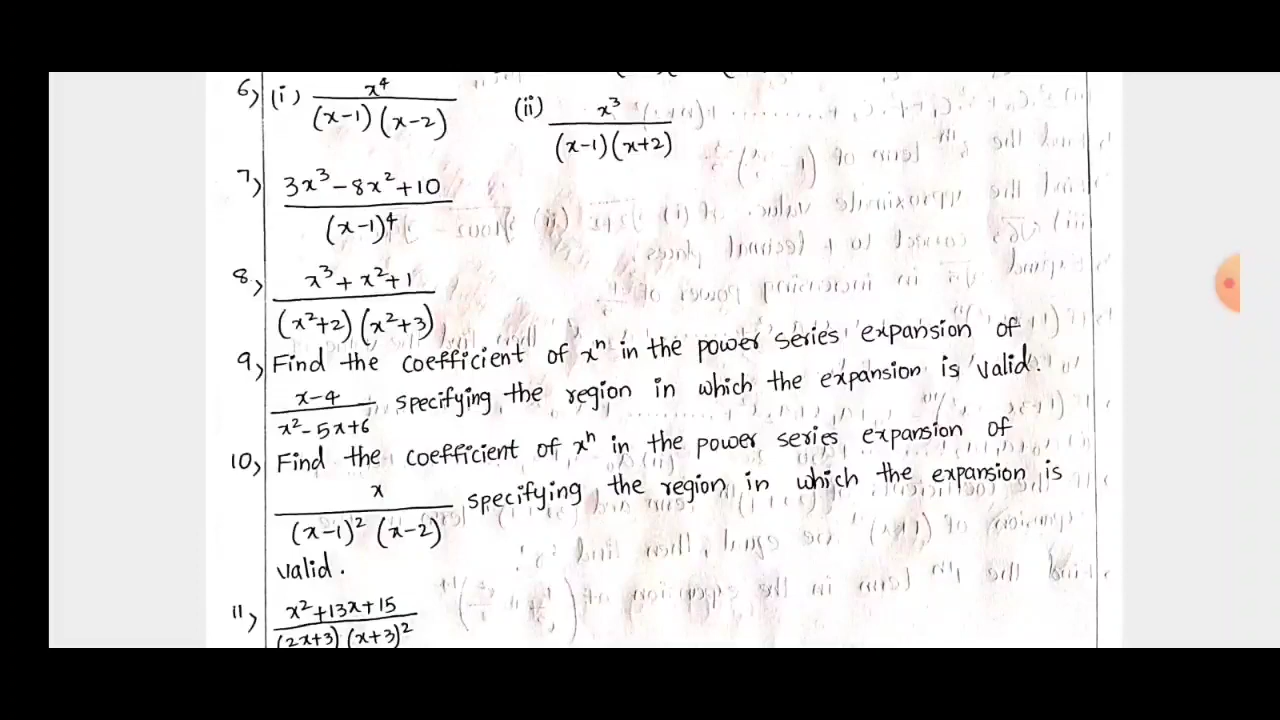 6) (i) x⁴/((x-1)(x-2)) (ii) x³/((x-1)(x+2))
7) (3x³-8x²+10)/(x-1)⁴
8) (x³+x²+1)/((x²+2)(x²+3))
9) Find the coefficient of xⁿ in the power series expansion of
(x-4)/(x²-5x+6) specifying the region in which the expansion is valid.
10) Find the coefficient of xⁿ in the power series expansion of
x/((x-1)²(x-2)) specifying the region in which the expansion is
valid.
11) (x²+13x+15)/((2x+3)(x+3)²)